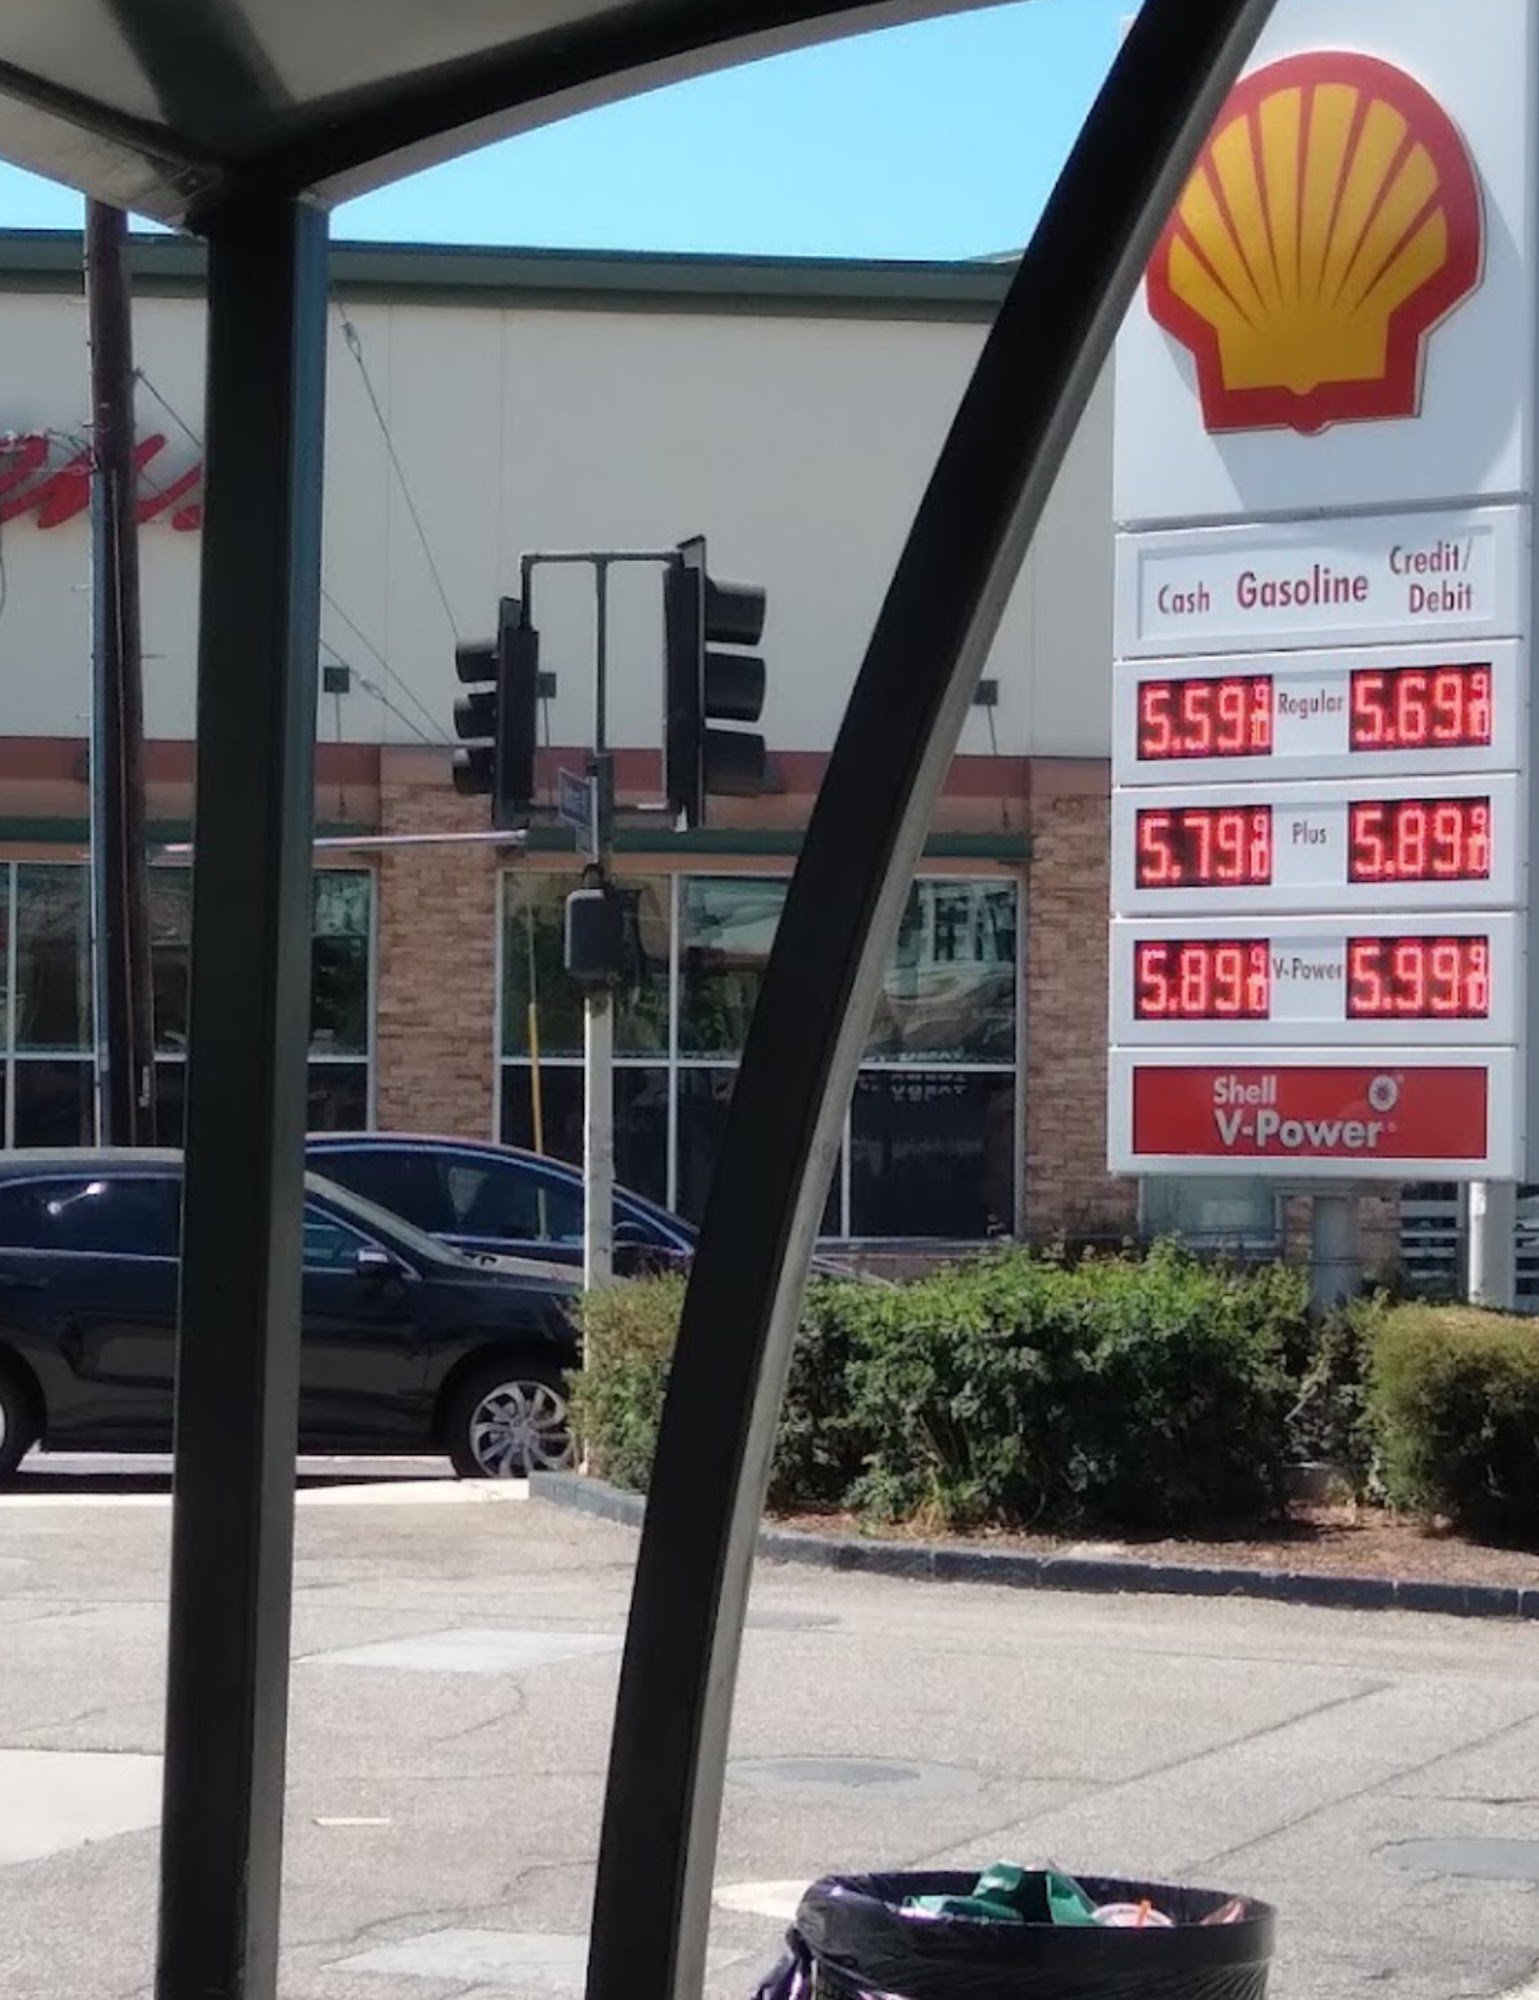 Cash Gasoline Credit/
Debit
5.59 9/10 Regular 5.69 9/10
5.79 9/10 Plus 5.89 9/10
5.89 9/10 V-Power 5.99 9/10
Shell
V-Power